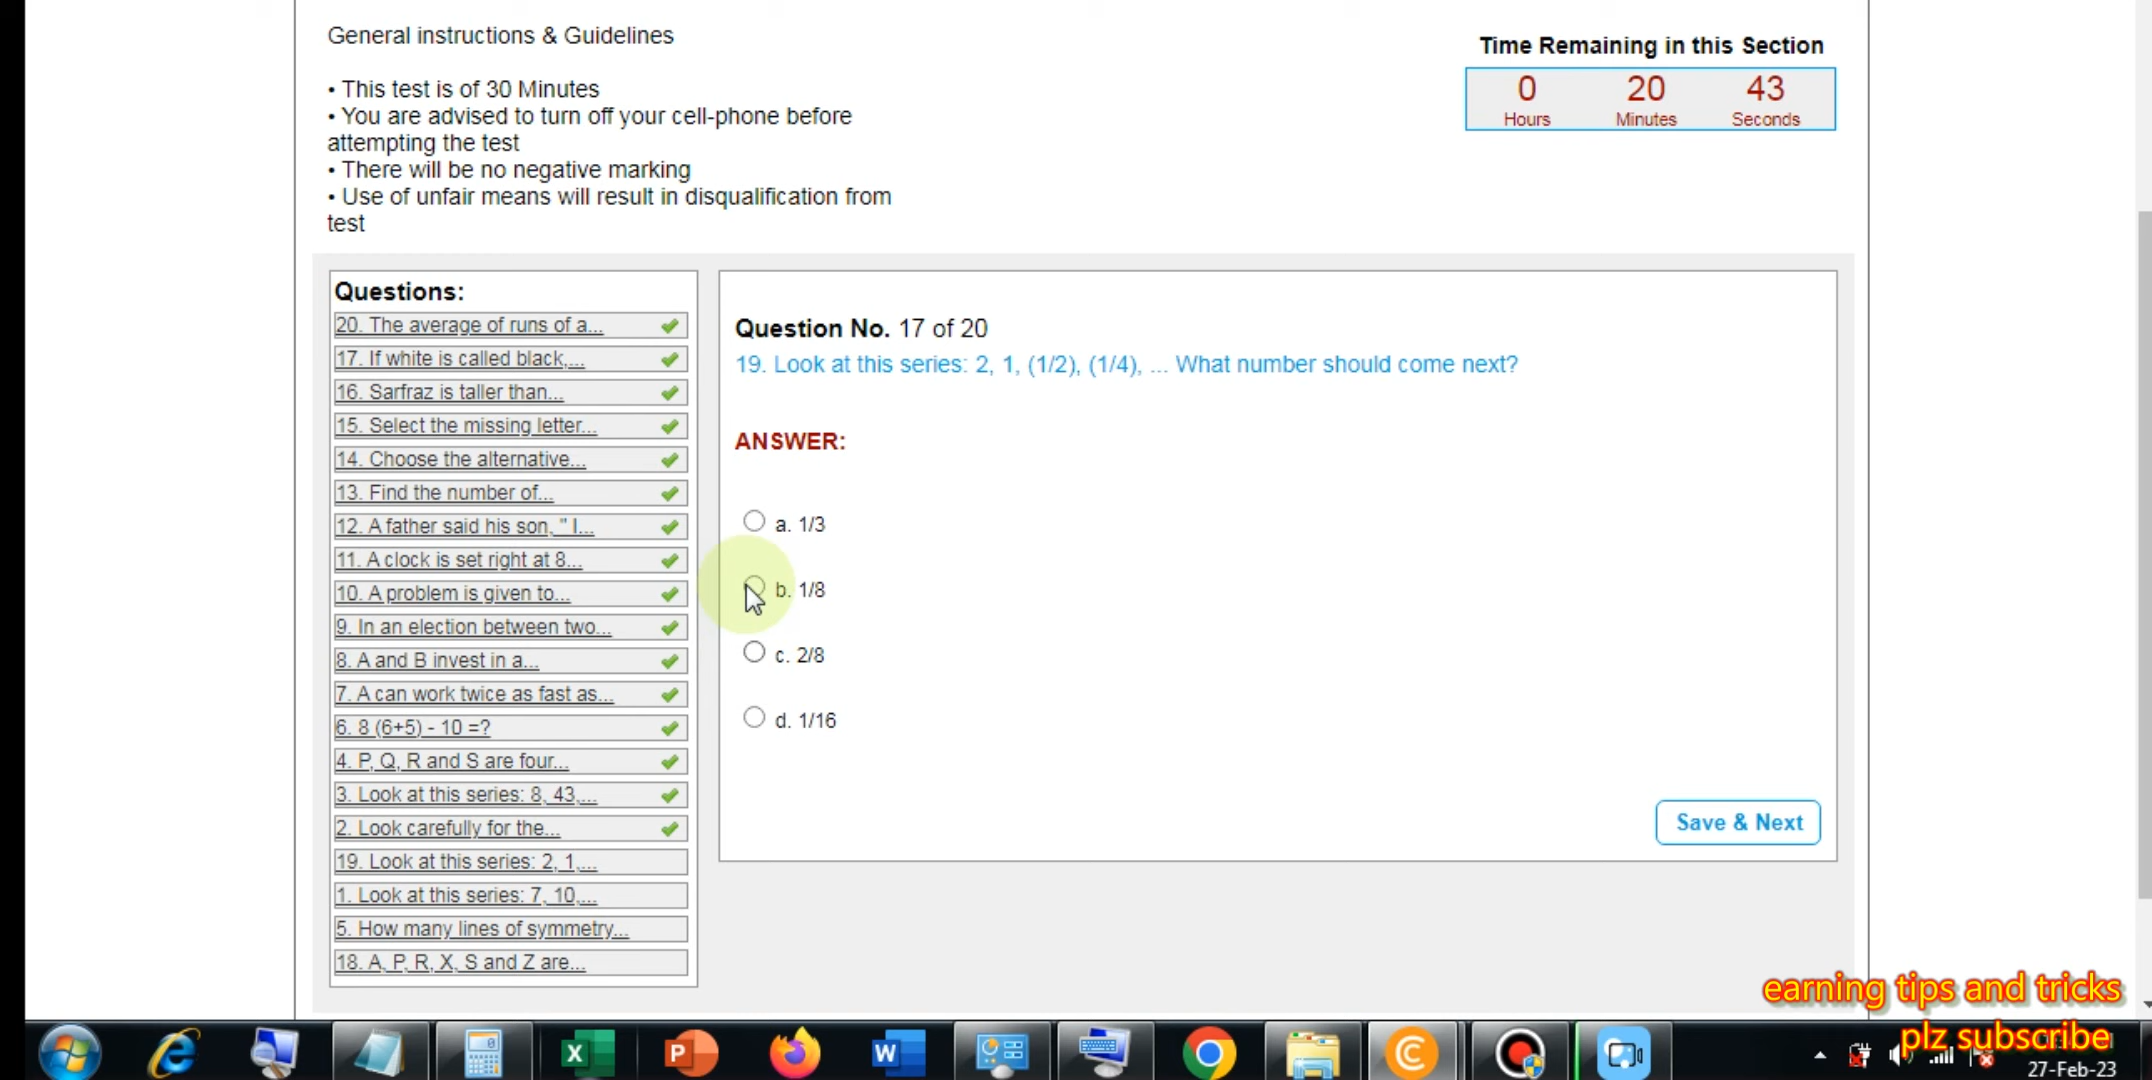 General instructions & Guidelines
• This test is of 30 Minutes
• You are advised to turn off your cell-phone before
attempting the test
• There will be no negative marking
• Use of unfair means will result in disqualification from
test
Time Remaining in this Section
0 20 43
Hours Minutes Seconds
Questions:
20. The average of runs of a...
17. If white is called black,...
16. Sarfraz is taller than...
15. Select the missing letter...
14. Choose the alternative...
13. Find the number of...
12. A father said his son, " I...
11. A clock is set right at 8...
10. A problem is given to...
9. In an election between two...
8. A and B invest in a...
7. A can work twice as fast as...
6. 8 (6+5) - 10 =?
4. P, Q, R and S are four...
3. Look at this series: 8, 43,...
2. Look carefully for the...
19. Look at this series: 2, 1,...
1. Look at this series: 7, 10,...
5. How many lines of symmetry...
18. A, P, R, X, S and Z are...
Question No. 17 of 20
19. Look at this series: 2, 1, (1/2), (1/4), ... What number should come next?
ANSWER:
a. 1/3
b. 1/8
c. 2/8
d. 1/16
Save & Next
earning tips and tricks
plz subscribe
27-Feb-23